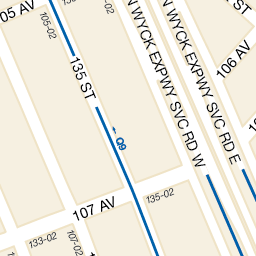 05 AV
105-02
135 ST
N WYCK EXPWY SVC RD W
N WYCK EXPWY SVC RD E
106 AV
Q9
135-02
107 AV
133-02
107-02